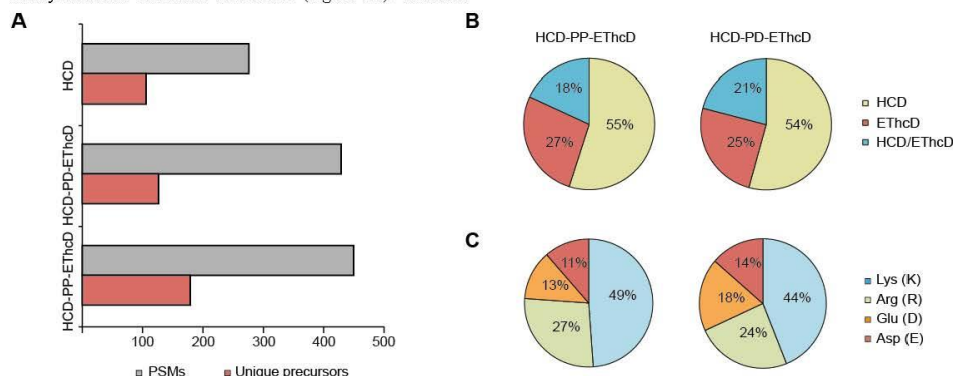 A
HCD
HCD-PD-EThcD
HCD-PP-EThcD
100
200
300
400
500
PSMs
Unique precursors
B
HCD-PP-EThcD
HCD-PD-EThcD
18%
55%
27%
21%
54%
25%
HCD
EThcD
HCD/EThcD
C
11%
13%
49%
27%
14%
18%
44%
24%
Lys (K)
Arg (R)
Glu (D)
Asp (E)